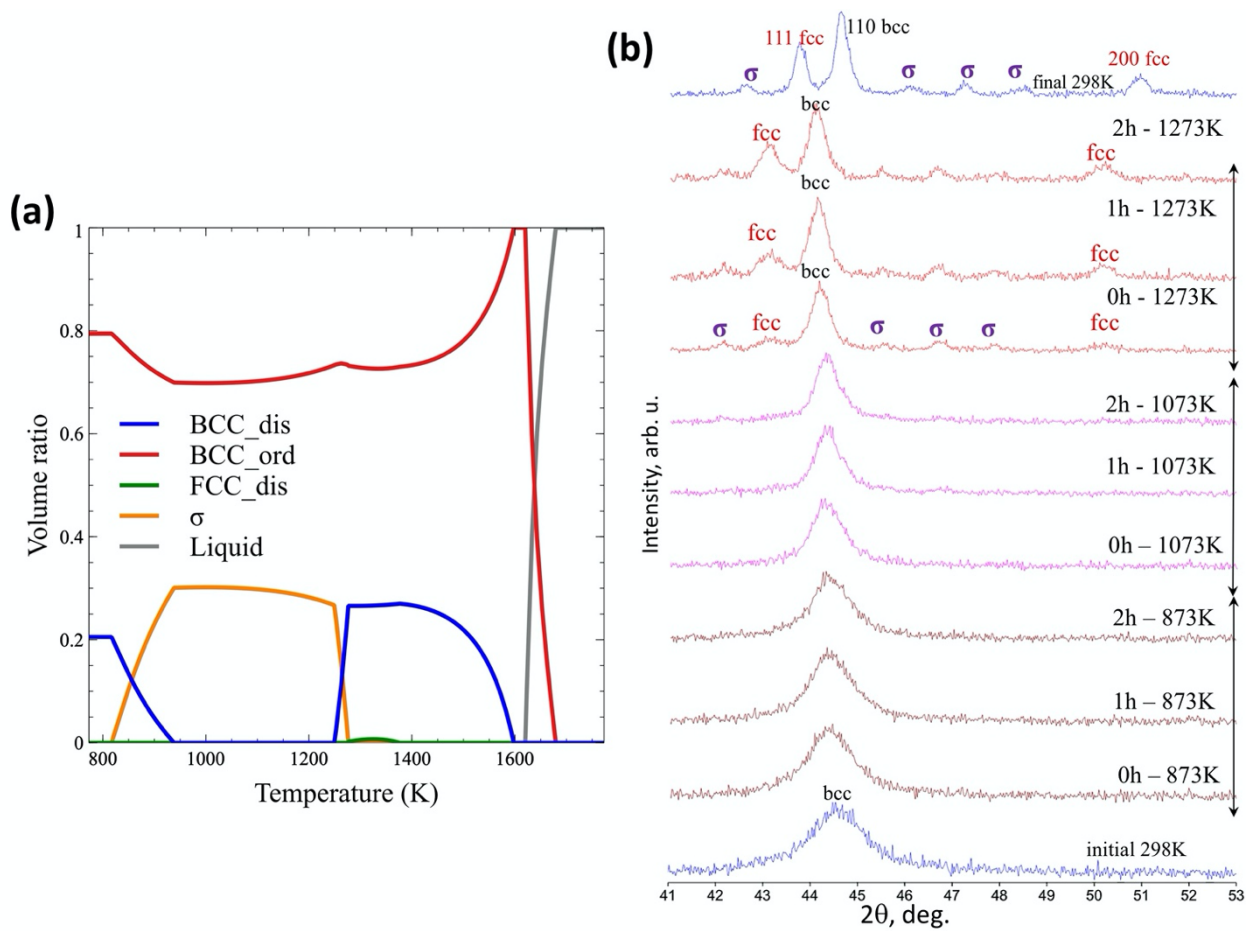 (a)
1
0.8
0.6
0.4
0.2
0
Volume ratio
BCC_dis
BCC_ord
FCC_dis
σ
Liquid
800
1000
1200
1400
1600
Temperature (K)
(b)
111 fcc
110 bcc
200 fcc
σ
σ
σ
σ
final 298K
bcc
2h - 1273K
fcc
fcc
bcc
1h - 1273K
fcc
fcc
bcc
0h - 1273K
σ
fcc
σ
σ
σ
fcc
2h - 1073K
1h - 1073K
0h – 1073K
2h – 873K
1h – 873K
0h – 873K
bcc
initial 298K
Intensity, arb. u.
41
42
43
44
45
46
47
48
49
50
51
52
53
2θ, deg.